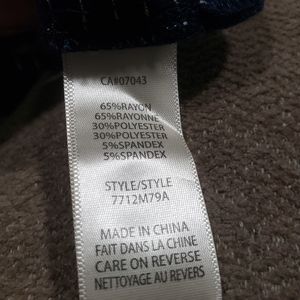 CA#07043
65%RAYON
65%RAYONNE
30%POLYESTER
30%POLYESTER
5%SPANDEX
5%SPANDEX
STYLE/STYLE
7712M79A
MADE IN CHINA
FAIT DANS LA CHINE
CARE ON REVERSE
NETTOYAGE AU REVERS